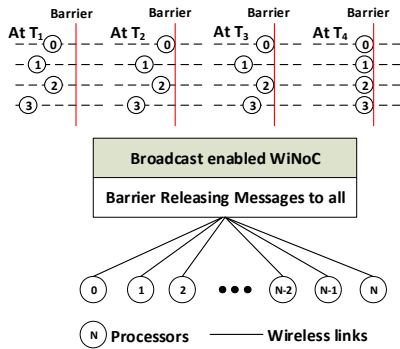 Barrier Barrier Barrier Barrier
At T1 At T2 At T3 At T4
0 0 0 0
1 1 1 1
2 2 2 2
3 3 3 3
Broadcast enabled WiNoC
Barrier Releasing Messages to all
0 1 2 ••• N-2 N-1 N
N Processors Wireless links